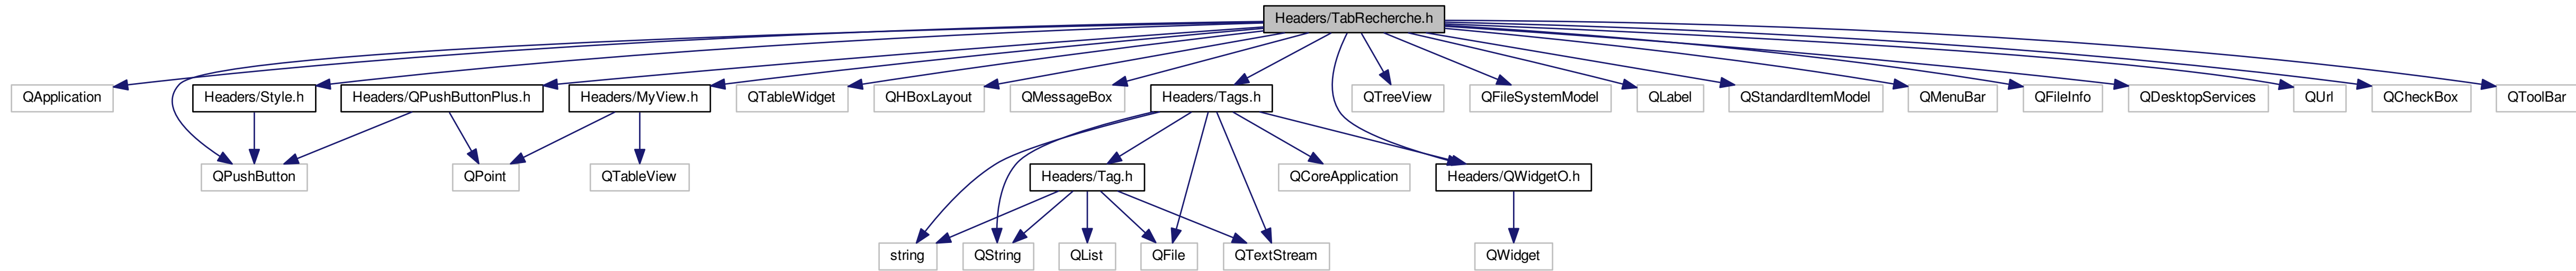 Headers/TabRecherche.h
QApplication
Headers/Style.h
Headers/QPushButtonPlus.h
Headers/MyView.h
QTableWidget
QHBoxLayout
QMessageBox
Headers/Tags.h
QTreeView
QFileSystemModel
QLabel
QStandardItemModel
QMenuBar
QFileInfo
QDesktopServices
QUrl
QCheckBox
QToolBar
QPushButton
QPoint
QTableView
Headers/Tag.h
QCoreApplication
Headers/QWidgetO.h
string
QString
QList
QFile
QTextStream
QWidget